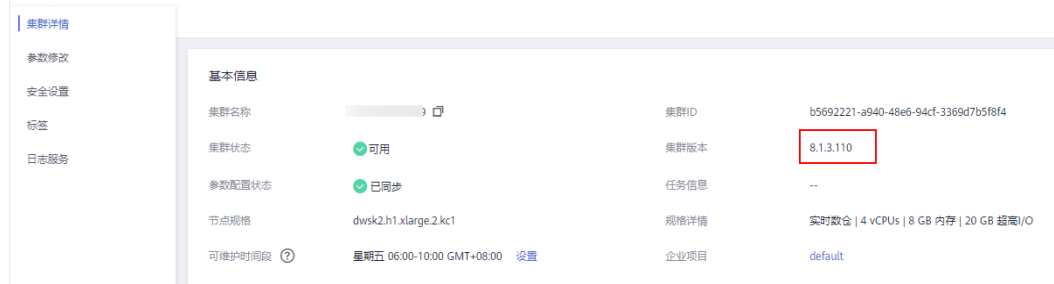 集群详情
参数修改
安全设置
标签
日志服务
基本信息
集群名称
集群ID b5692221-a940-48e6-94cf-3369d7b5f8f4
集群状态 可用
集群版本 8.1.3.110
参数配置状态 已同步
任务信息 --
节点规格 dwsk2.h1.xlarge.2.kc1
规格详情 实时数仓 | 4 vCPUs | 8 GB 内存 | 20 GB 超高I/O
可维护时间段 ? 星期五 06:00-10:00 GMT+08:00 设置
企业项目 default